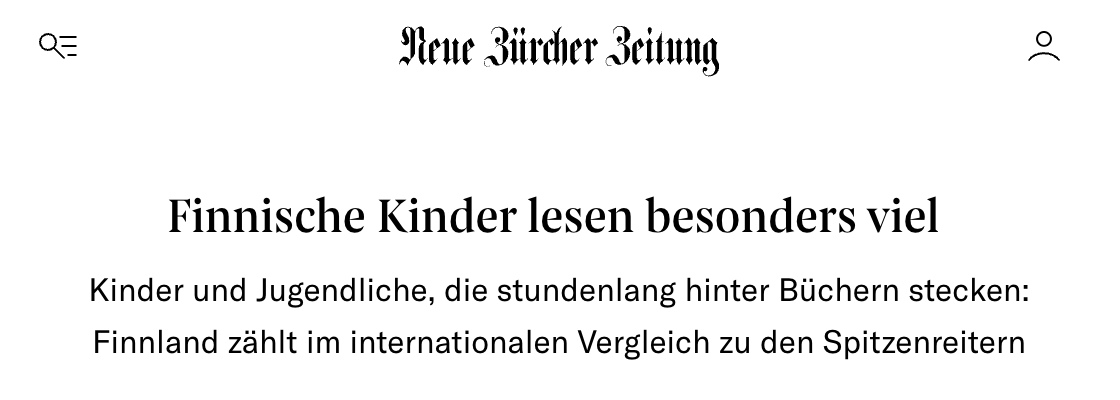 Neue Zürcher Zeitung
Finnische Kinder lesen besonders viel
Kinder und Jugendliche, die stundenlang hinter Büchern stecken:
Finnland zählt im internationalen Vergleich zu den Spitzenreitern